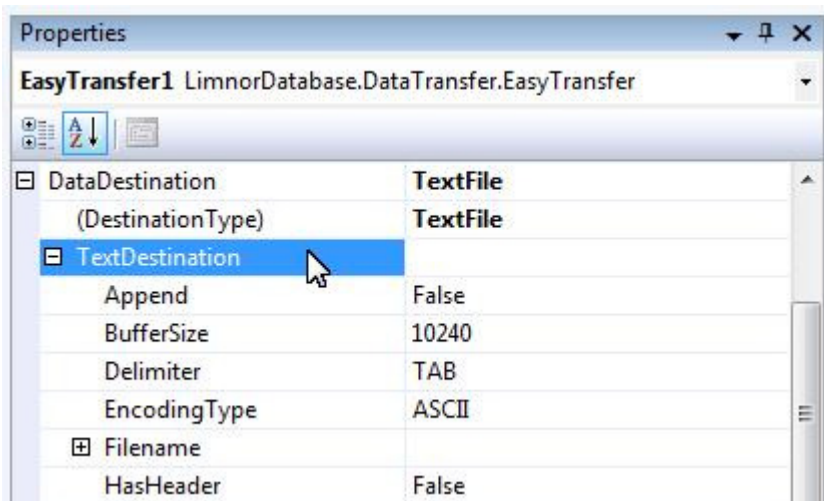 Properties
EasyTransfer1 LimnorDatabase.DataTransfer.EasyTransfer
DataDestination TextFile
(DestinationType) TextFile
TextDestination
Append False
BufferSize 10240
Delimiter TAB
EncodingType ASCII
Filename
HasHeader False